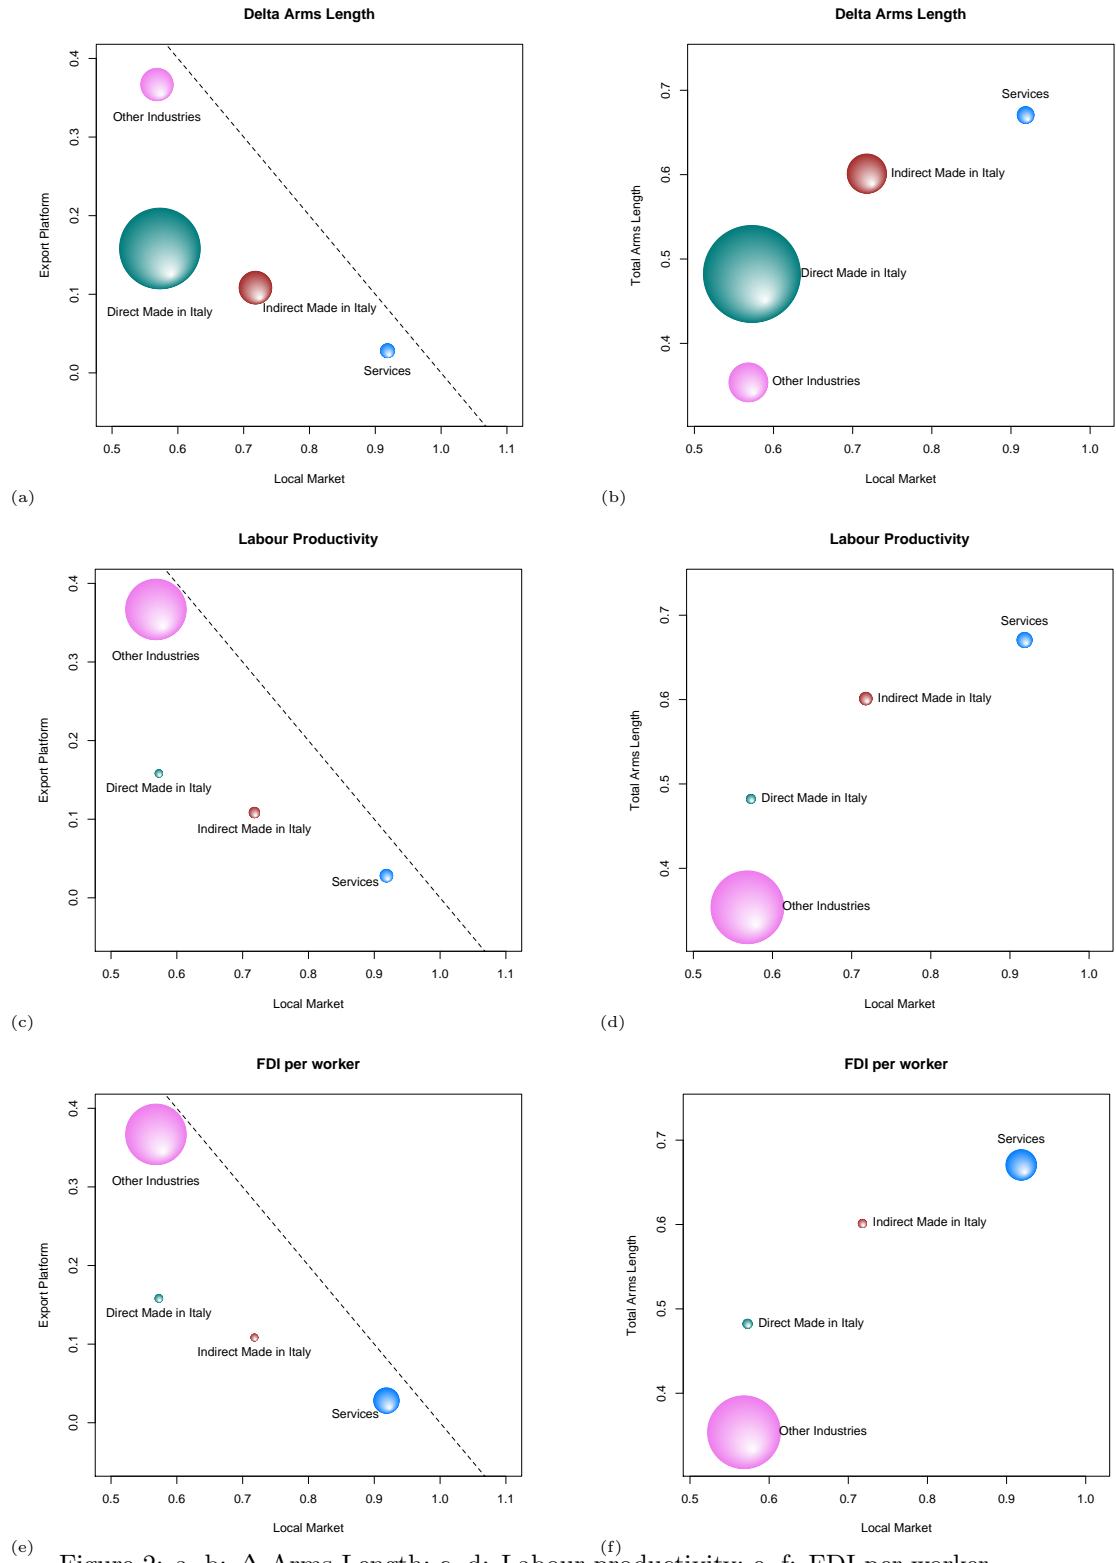 Delta Arms Length
Export Platform
0.4
0.3
0.2
0.1
0.0
Other Industries
Direct Made in Italy
Indirect Made in Italy
Services
0.5 0.6 0.7 0.8 0.9 1.0 1.1
Local Market
(a)
Delta Arms Length
Total Arms Length
0.7
0.6
0.5
0.4
Services
Indirect Made in Italy
Direct Made in Italy
Other Industries
0.5 0.6 0.7 0.8 0.9 1.0
Local Market
(b)
Labour Productivity
Export Platform
0.4
0.3
0.2
0.1
0.0
Other Industries
Direct Made in Italy
Indirect Made in Italy
Services
0.5 0.6 0.7 0.8 0.9 1.0 1.1
Local Market
(c)
Labour Productivity
Total Arms Length
0.7
0.6
0.5
0.4
Services
Indirect Made in Italy
Direct Made in Italy
Other Industries
0.5 0.6 0.7 0.8 0.9 1.0
Local Market
(d)
FDI per worker
Export Platform
0.4
0.3
0.2
0.1
0.0
Other Industries
Direct Made in Italy
Indirect Made in Italy
Services
0.5 0.6 0.7 0.8 0.9 1.0 1.1
Local Market
(e)
FDI per worker
Total Arms Length
0.7
0.6
0.5
0.4
Services
Indirect Made in Italy
Direct Made in Italy
Other Industries
0.5 0.6 0.7 0.8 0.9 1.0
Local Market
(f)
Figure 2: a, b: Δ Arms Length; c, d: Labour productivity; e, f: FDI per worker